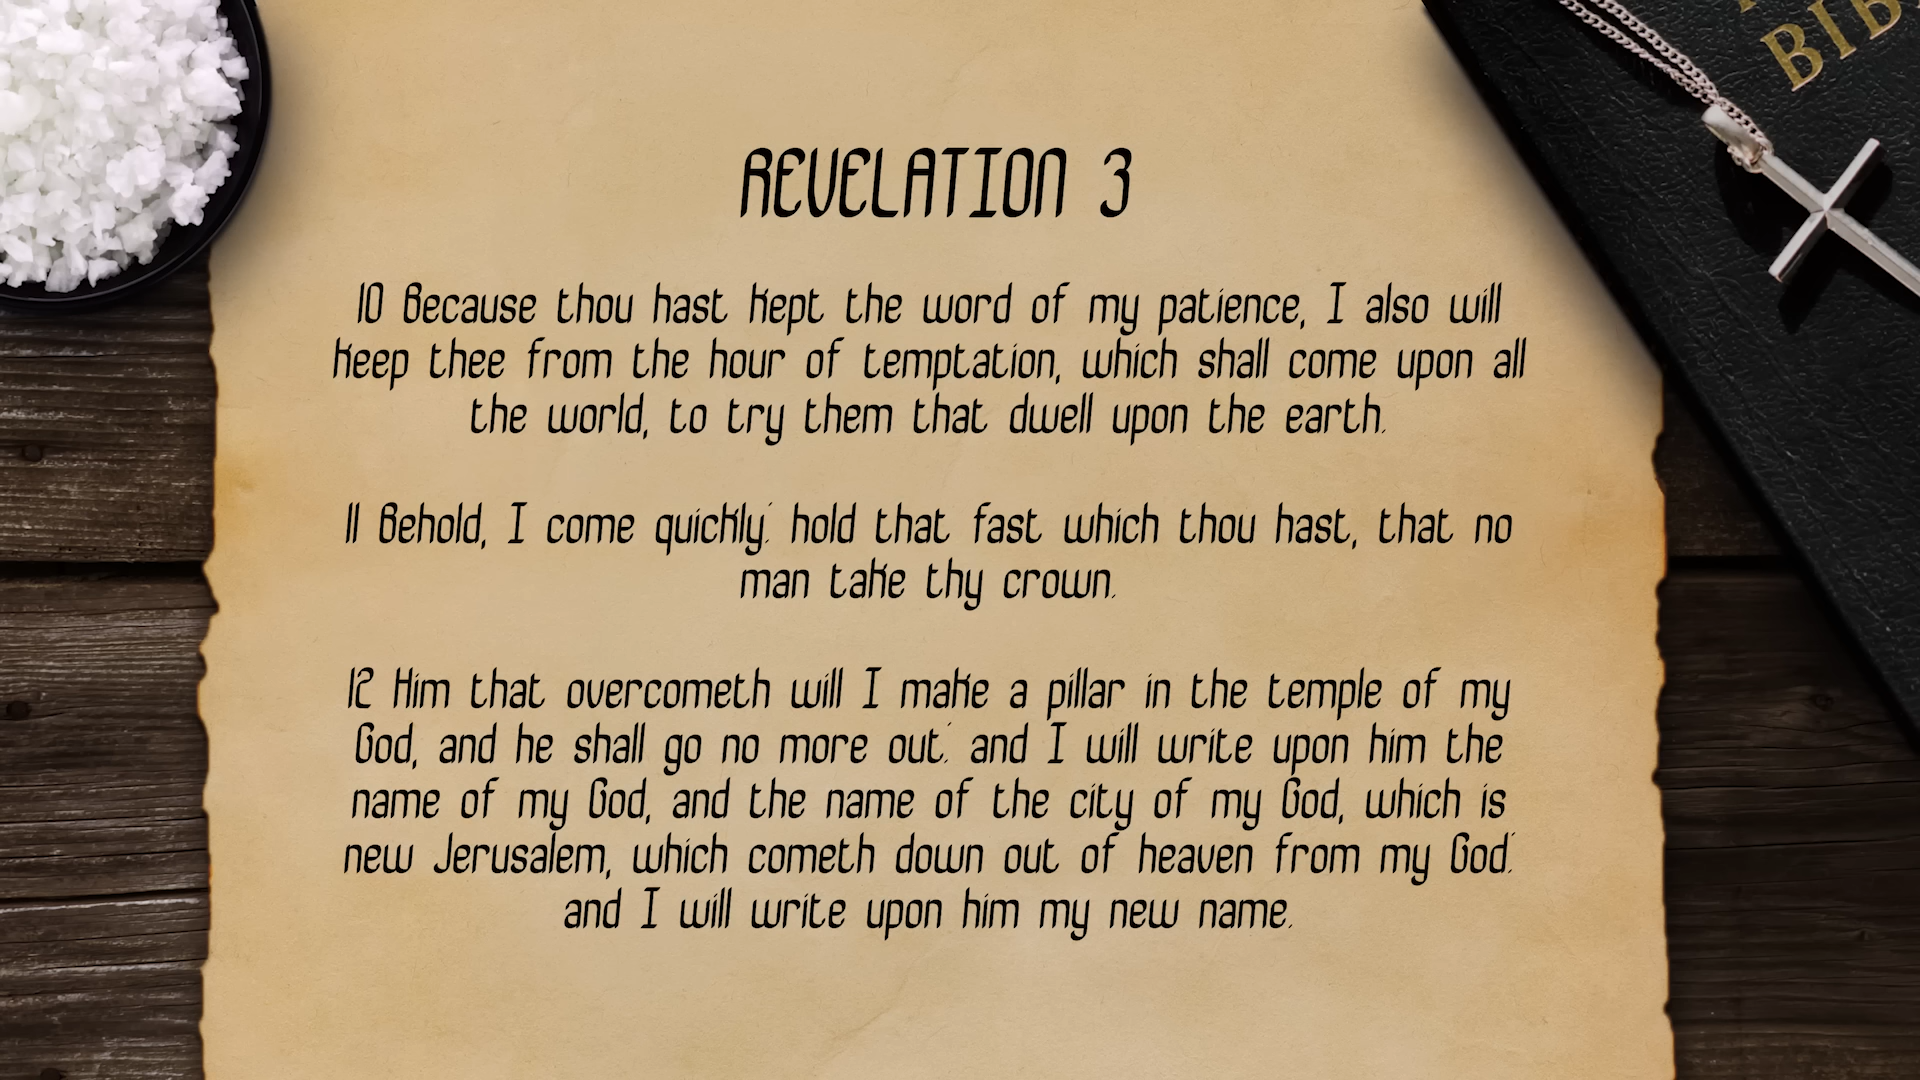 BIB
REVELATION 3
10 Because thou hast kept the word of my patience, I also will
keep thee from the hour of temptation, which shall come upon all
the world, to try them that dwell upon the earth.
11 Behold, I come quickly: hold that fast which thou hast, that no
man take thy crown.
12 Him that overcometh will I make a pillar in the temple of my
God, and he shall go no more out: and I will write upon him the
name of my God, and the name of the city of my God, which is
new Jerusalem, which cometh down out of heaven from my God:
and I will write upon him my new name.